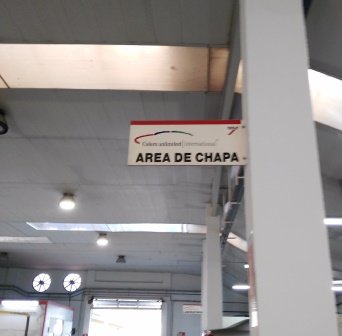 Colors unlimited International
AREA DE CHAPA